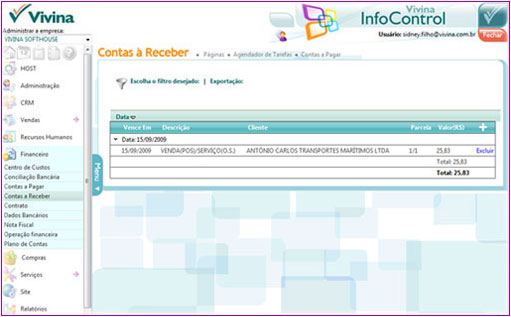 Vivina
Vivina
InfoControl
Administrar a empresa:
VIVINA SOFTHOUSE
Usuário: sidney.filho@vivina.com.br
Fechar
Contas à Receber
Páginas
Agendador de Tarefas
Contas a Pagar
HOST
Administração
CRM
Vendas
Recursos Humanos
Financeiro
Centro de Custos
Conciliação Bancária
Contas a Pagar
Contas a Receber
Contrato
Dados Bancários
Nota Fiscal
Operação financeira
Plano de Contas
Compras
Serviços
Site
Relatórios
Menu
Escolha o filtro desejado: | Exportação:
Data
Vence Em Descrição Cliente Parcela Valor(R$) +
Data: 15/09/2009
15/09/2009 VENDA(POS)/SERVIÇO(O.S.) ANTÔNIO CARLOS TRANSPORTES MARÍTIMOS LTDA 1/1 25,83 Excluir
Total: 25,83
Total: 25,83